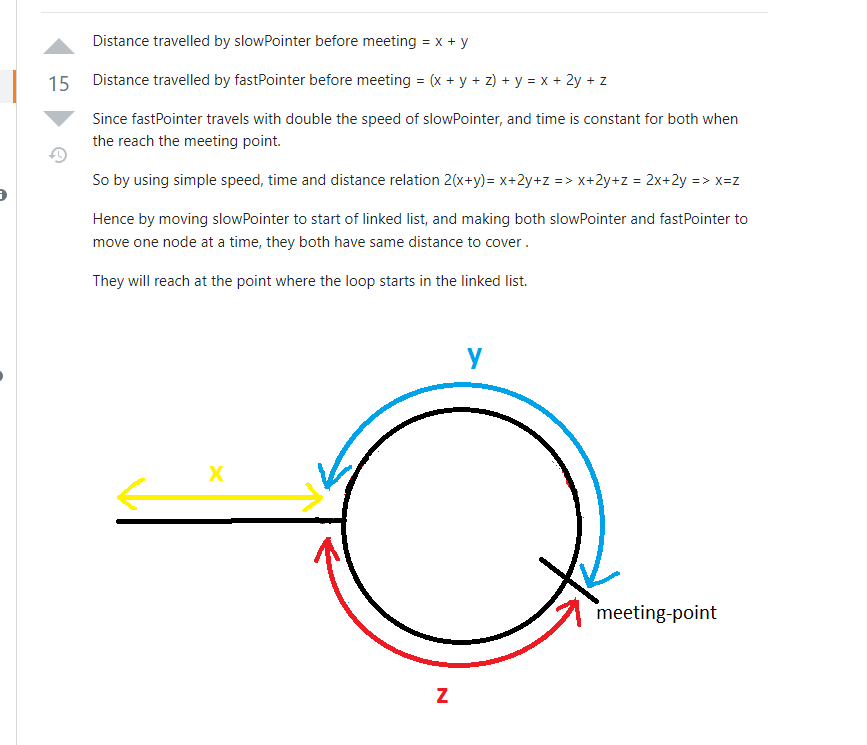 Distance travelled by slowPointer before meeting = x + y
15
Distance travelled by fastPointer before meeting = (x + y + z) + y = x + 2y + z
Since fastPointer travels with double the speed of slowPointer, and time is constant for both when
the reach the meeting point.
So by using simple speed, time and distance relation 2(x+y)= x+2y+z => x+2y+z = 2x+2y => x=z
Hence by moving slowPointer to start of linked list, and making both slowPointer and fastPointer to
move one node at a time, they both have same distance to cover .
They will reach at the point where the loop starts in the linked list.
y
x
meeting-point
z